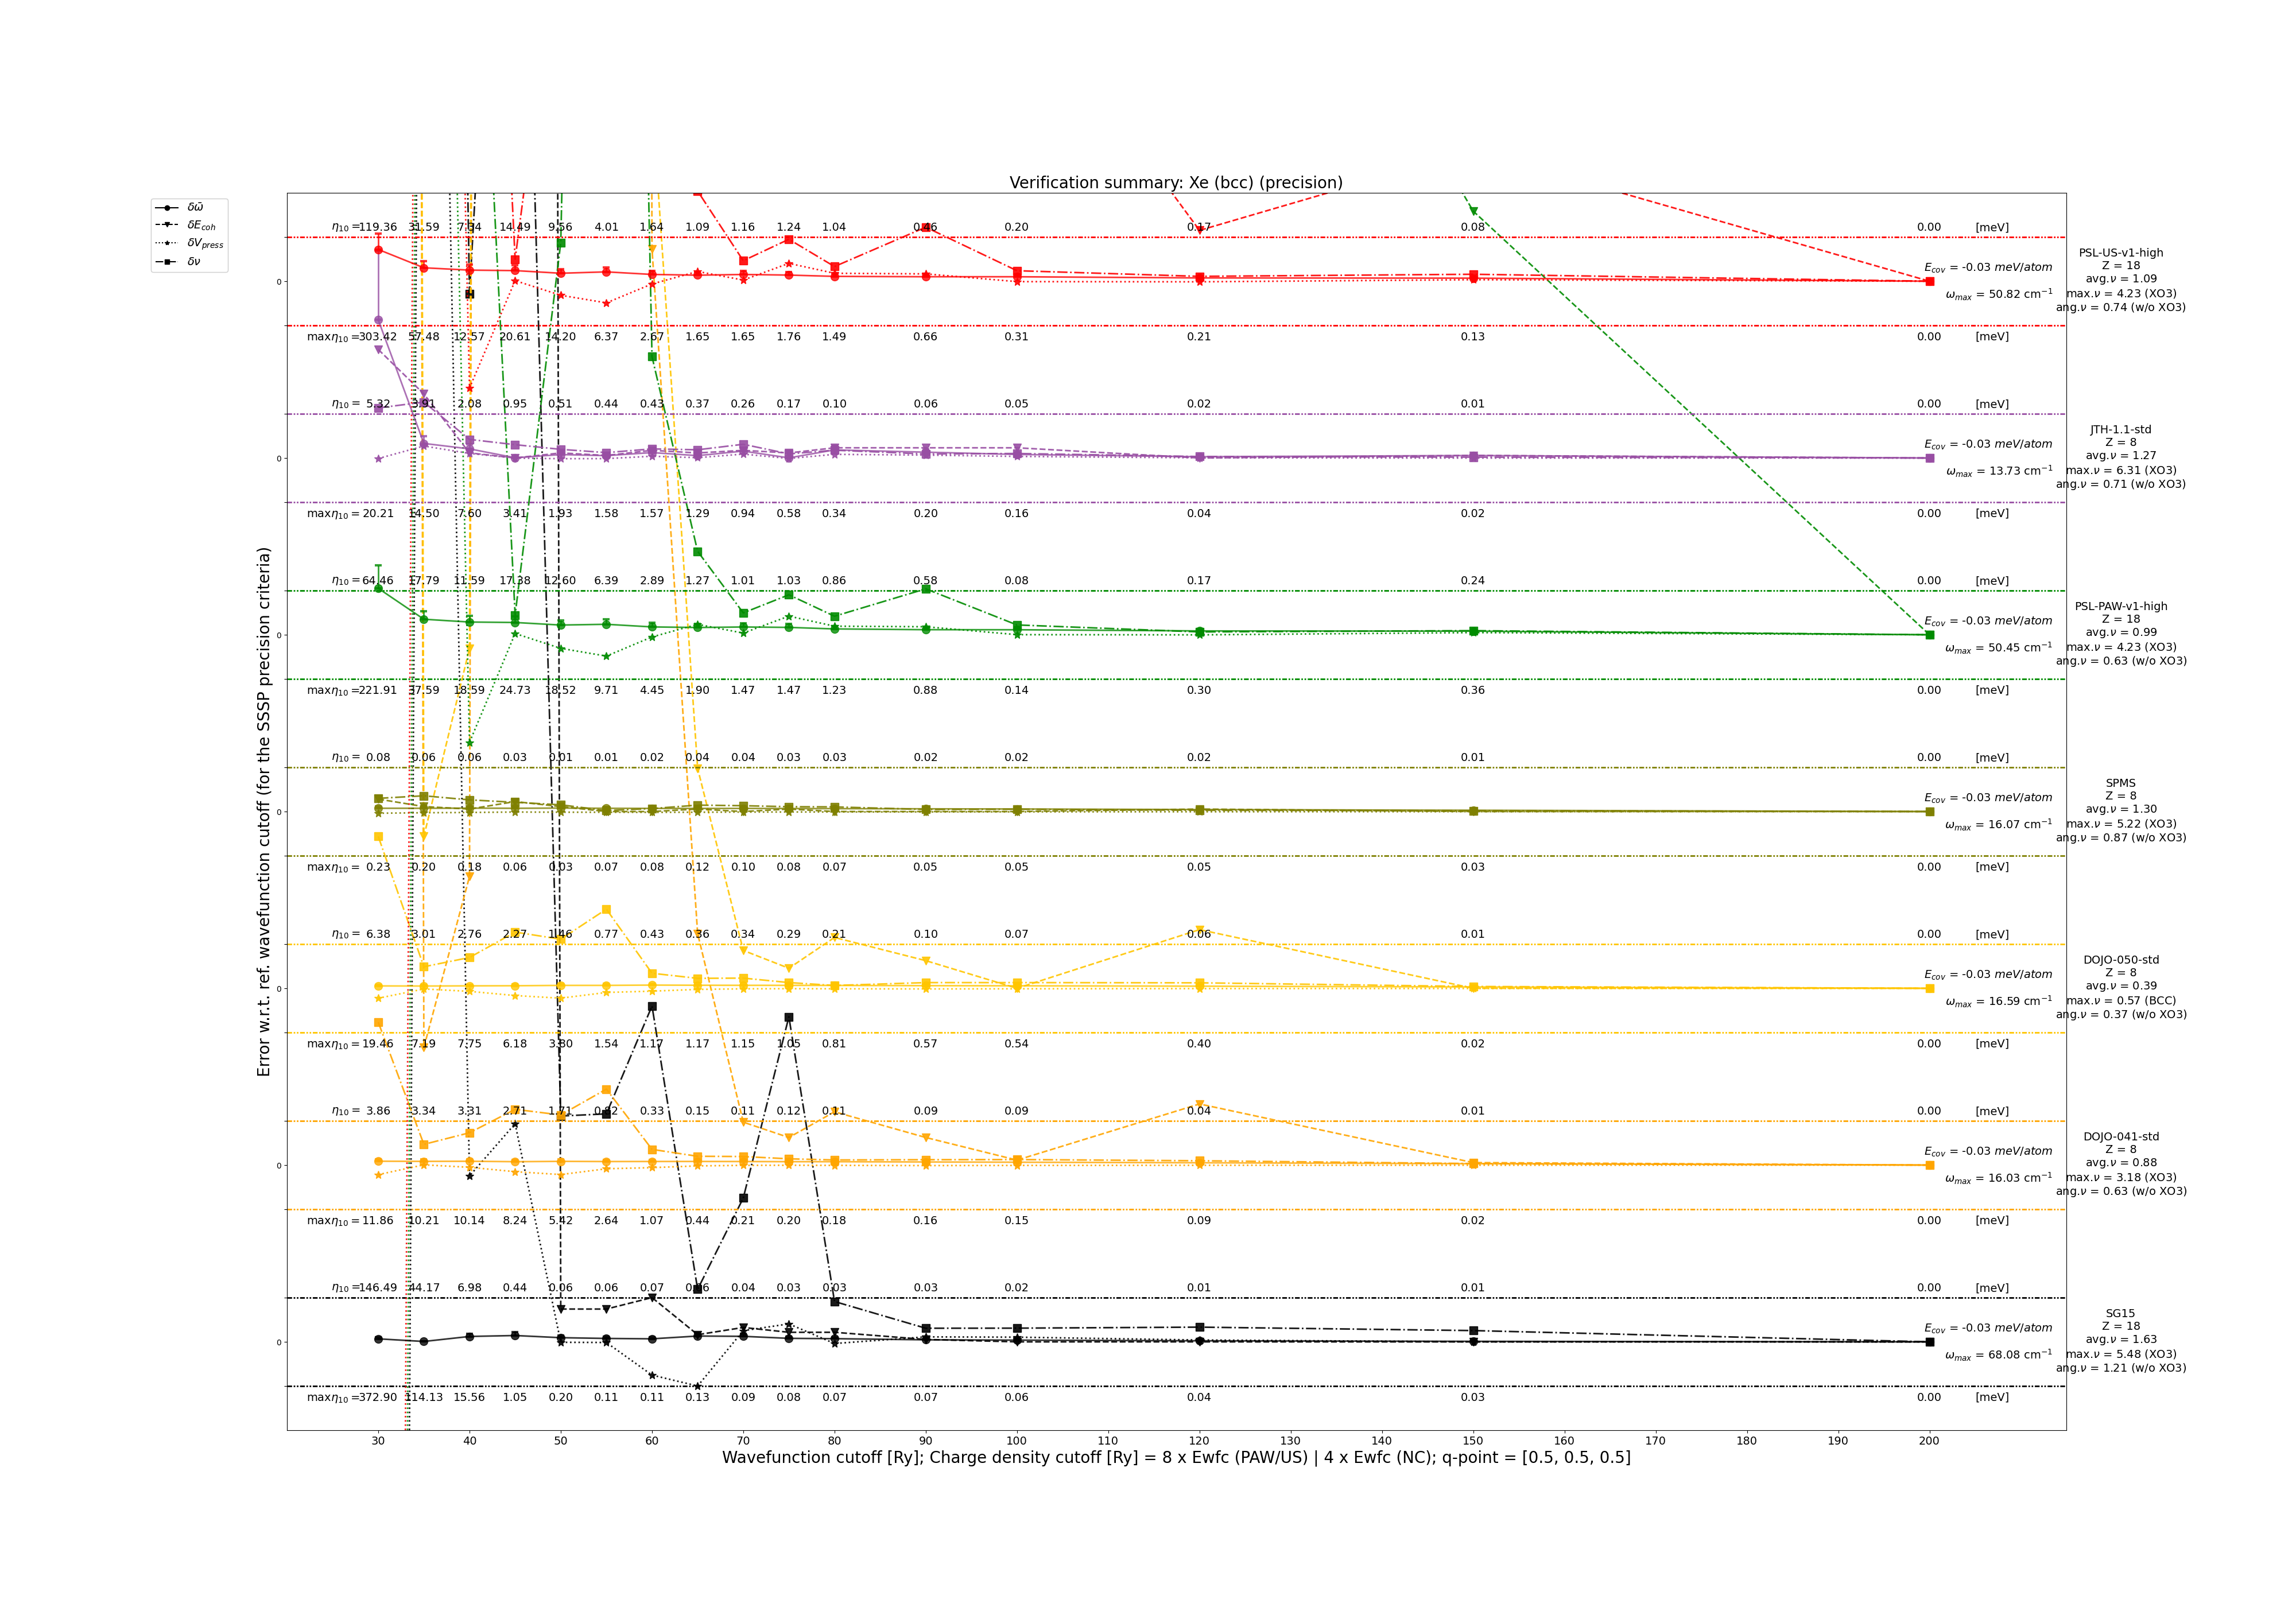 Verification summary: Xe (bcc) (precision)
δω̄
δE_coh
δV_press
δν
η₁₀ = 119.36 31.59 7.64 14.49 9.56 4.01 1.64 1.09 1.16 1.24 1.04 0.46 0.20 0.17 0.08 0.00 [meV]
PSL-US-v1-high
Z = 18
avg.ν = 1.09
max.ν = 4.23 (XO3)
ang.ν = 0.74 (w/o XO3)
E_cov = -0.03 meV/atom
0
ω_max = 50.82 cm⁻¹
maxη₁₀ = 303.42 57.48 12.57 20.61 14.20 6.37 2.67 1.65 1.65 1.76 1.49 0.66 0.31 0.21 0.13 0.00 [meV]
η₁₀ = 5.32 3.91 2.08 0.95 0.51 0.44 0.43 0.37 0.26 0.17 0.10 0.06 0.05 0.02 0.01 0.00 [meV]
JTH-1.1-std
Z = 8
avg.ν = 1.27
max.ν = 6.31 (XO3)
ang.ν = 0.71 (w/o XO3)
E_cov = -0.03 meV/atom
0
ω_max = 13.73 cm⁻¹
maxη₁₀ = 20.21 14.50 7.60 3.41 1.93 1.58 1.57 1.29 0.94 0.58 0.34 0.20 0.16 0.04 0.02 0.00 [meV]
η₁₀ = 64.46 17.79 11.59 17.38 12.60 6.39 2.89 1.27 1.01 1.03 0.86 0.58 0.08 0.17 0.24 0.00 [meV]
PSL-PAW-v1-high
Z = 18
avg.ν = 0.99
max.ν = 4.23 (XO3)
ang.ν = 0.63 (w/o XO3)
E_cov = -0.03 meV/atom
0
ω_max = 50.45 cm⁻¹
maxη₁₀ = 221.91 37.59 18.59 24.73 18.52 9.71 4.45 1.90 1.47 1.47 1.23 0.88 0.14 0.30 0.36 0.00 [meV]
η₁₀ = 0.08 0.06 0.06 0.03 0.01 0.01 0.02 0.04 0.04 0.03 0.03 0.02 0.02 0.02 0.01 0.00 [meV]
SPMS
Z = 8
avg.ν = 1.30
max.ν = 5.22 (XO3)
ang.ν = 0.87 (w/o XO3)
E_cov = -0.03 meV/atom
0
ω_max = 16.07 cm⁻¹
maxη₁₀ = 0.23 0.20 0.18 0.06 0.03 0.07 0.08 0.12 0.10 0.08 0.07 0.05 0.05 0.05 0.03 0.00 [meV]
η₁₀ = 6.38 3.01 2.76 2.27 1.46 0.77 0.43 0.36 0.34 0.29 0.21 0.10 0.07 0.06 0.01 0.00 [meV]
DOJO-050-std
Z = 8
avg.ν = 0.39
max.ν = 0.57 (BCC)
ang.ν = 0.37 (w/o XO3)
E_cov = -0.03 meV/atom
0
ω_max = 16.59 cm⁻¹
maxη₁₀ = 19.46 7.19 7.75 6.18 3.80 1.54 1.17 1.17 1.15 1.05 0.81 0.57 0.54 0.40 0.02 0.00 [meV]
η₁₀ = 3.86 3.34 3.31 2.71 1.71 0.33 0.15 0.11 0.12 0.11 0.09 0.09 0.04 0.01 0.00 [meV]
DOJO-041-std
Z = 8
avg.ν = 0.88
max.ν = 3.18 (XO3)
ang.ν = 0.63 (w/o XO3)
E_cov = -0.03 meV/atom
0
ω_max = 16.03 cm⁻¹
maxη₁₀ = 11.86 10.21 10.14 8.24 5.42 2.64 1.07 0.44 0.21 0.20 0.18 0.16 0.15 0.09 0.02 0.00 [meV]
η₁₀ = 146.49 44.17 6.98 0.44 0.06 0.06 0.07 0.04 0.03 0.03 0.03 0.02 0.01 0.01 0.00 [meV]
SG15
Z = 18
avg.ν = 1.63
max.ν = 5.48 (XO3)
ang.ν = 1.21 (w/o XO3)
E_cov = -0.03 meV/atom
0
ω_max = 68.08 cm⁻¹
maxη₁₀ = 372.90 114.13 15.56 1.05 0.20 0.11 0.11 0.13 0.09 0.08 0.07 0.07 0.06 0.04 0.03 0.00 [meV]
30 40 50 60 70 80 90 100 110 120 130 140 150 160 170 180 190 200
Wavefunction cutoff [Ry]; Charge density cutoff [Ry] = 8 x Ewfc (PAW/US) | 4 x Ewfc (NC); q-point = [0.5, 0.5, 0.5]
Error w.r.t. ref. wavefunction cutoff (for the SSSP precision criteria)